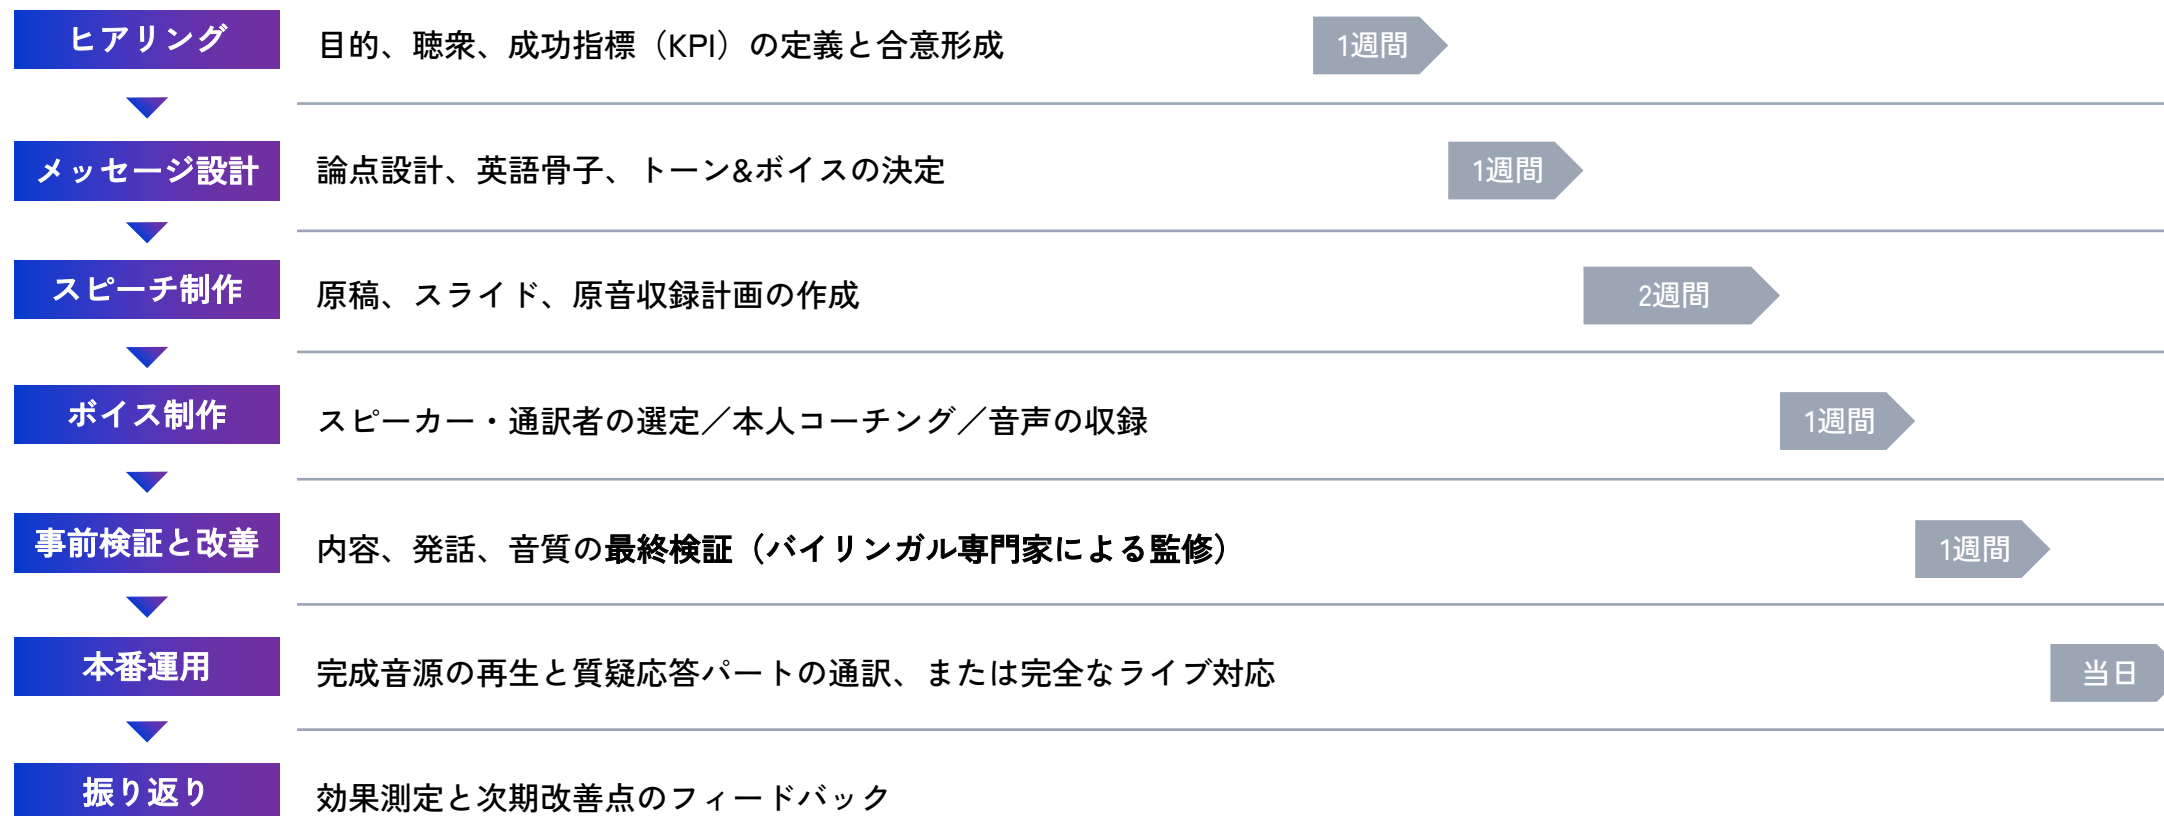 ヒアリング
目的、聴衆、成功指標（KPI）の定義と合意形成
1週間
メッセージ設計
論点設計、英語骨子、トーン&ボイスの決定
1週間
スピーチ制作
原稿、スライド、原音収録計画の作成
2週間
ボイス制作
スピーカー・通訳者の選定／本人コーチング／音声の収録
1週間
事前検証と改善
内容、発話、音質の最終検証（バイリンガル専門家による監修）
1週間
本番運用
完成音源の再生と質疑応答パートの通訳、または完全なライブ対応
当日
振り返り
効果測定と次期改善点のフィードバック